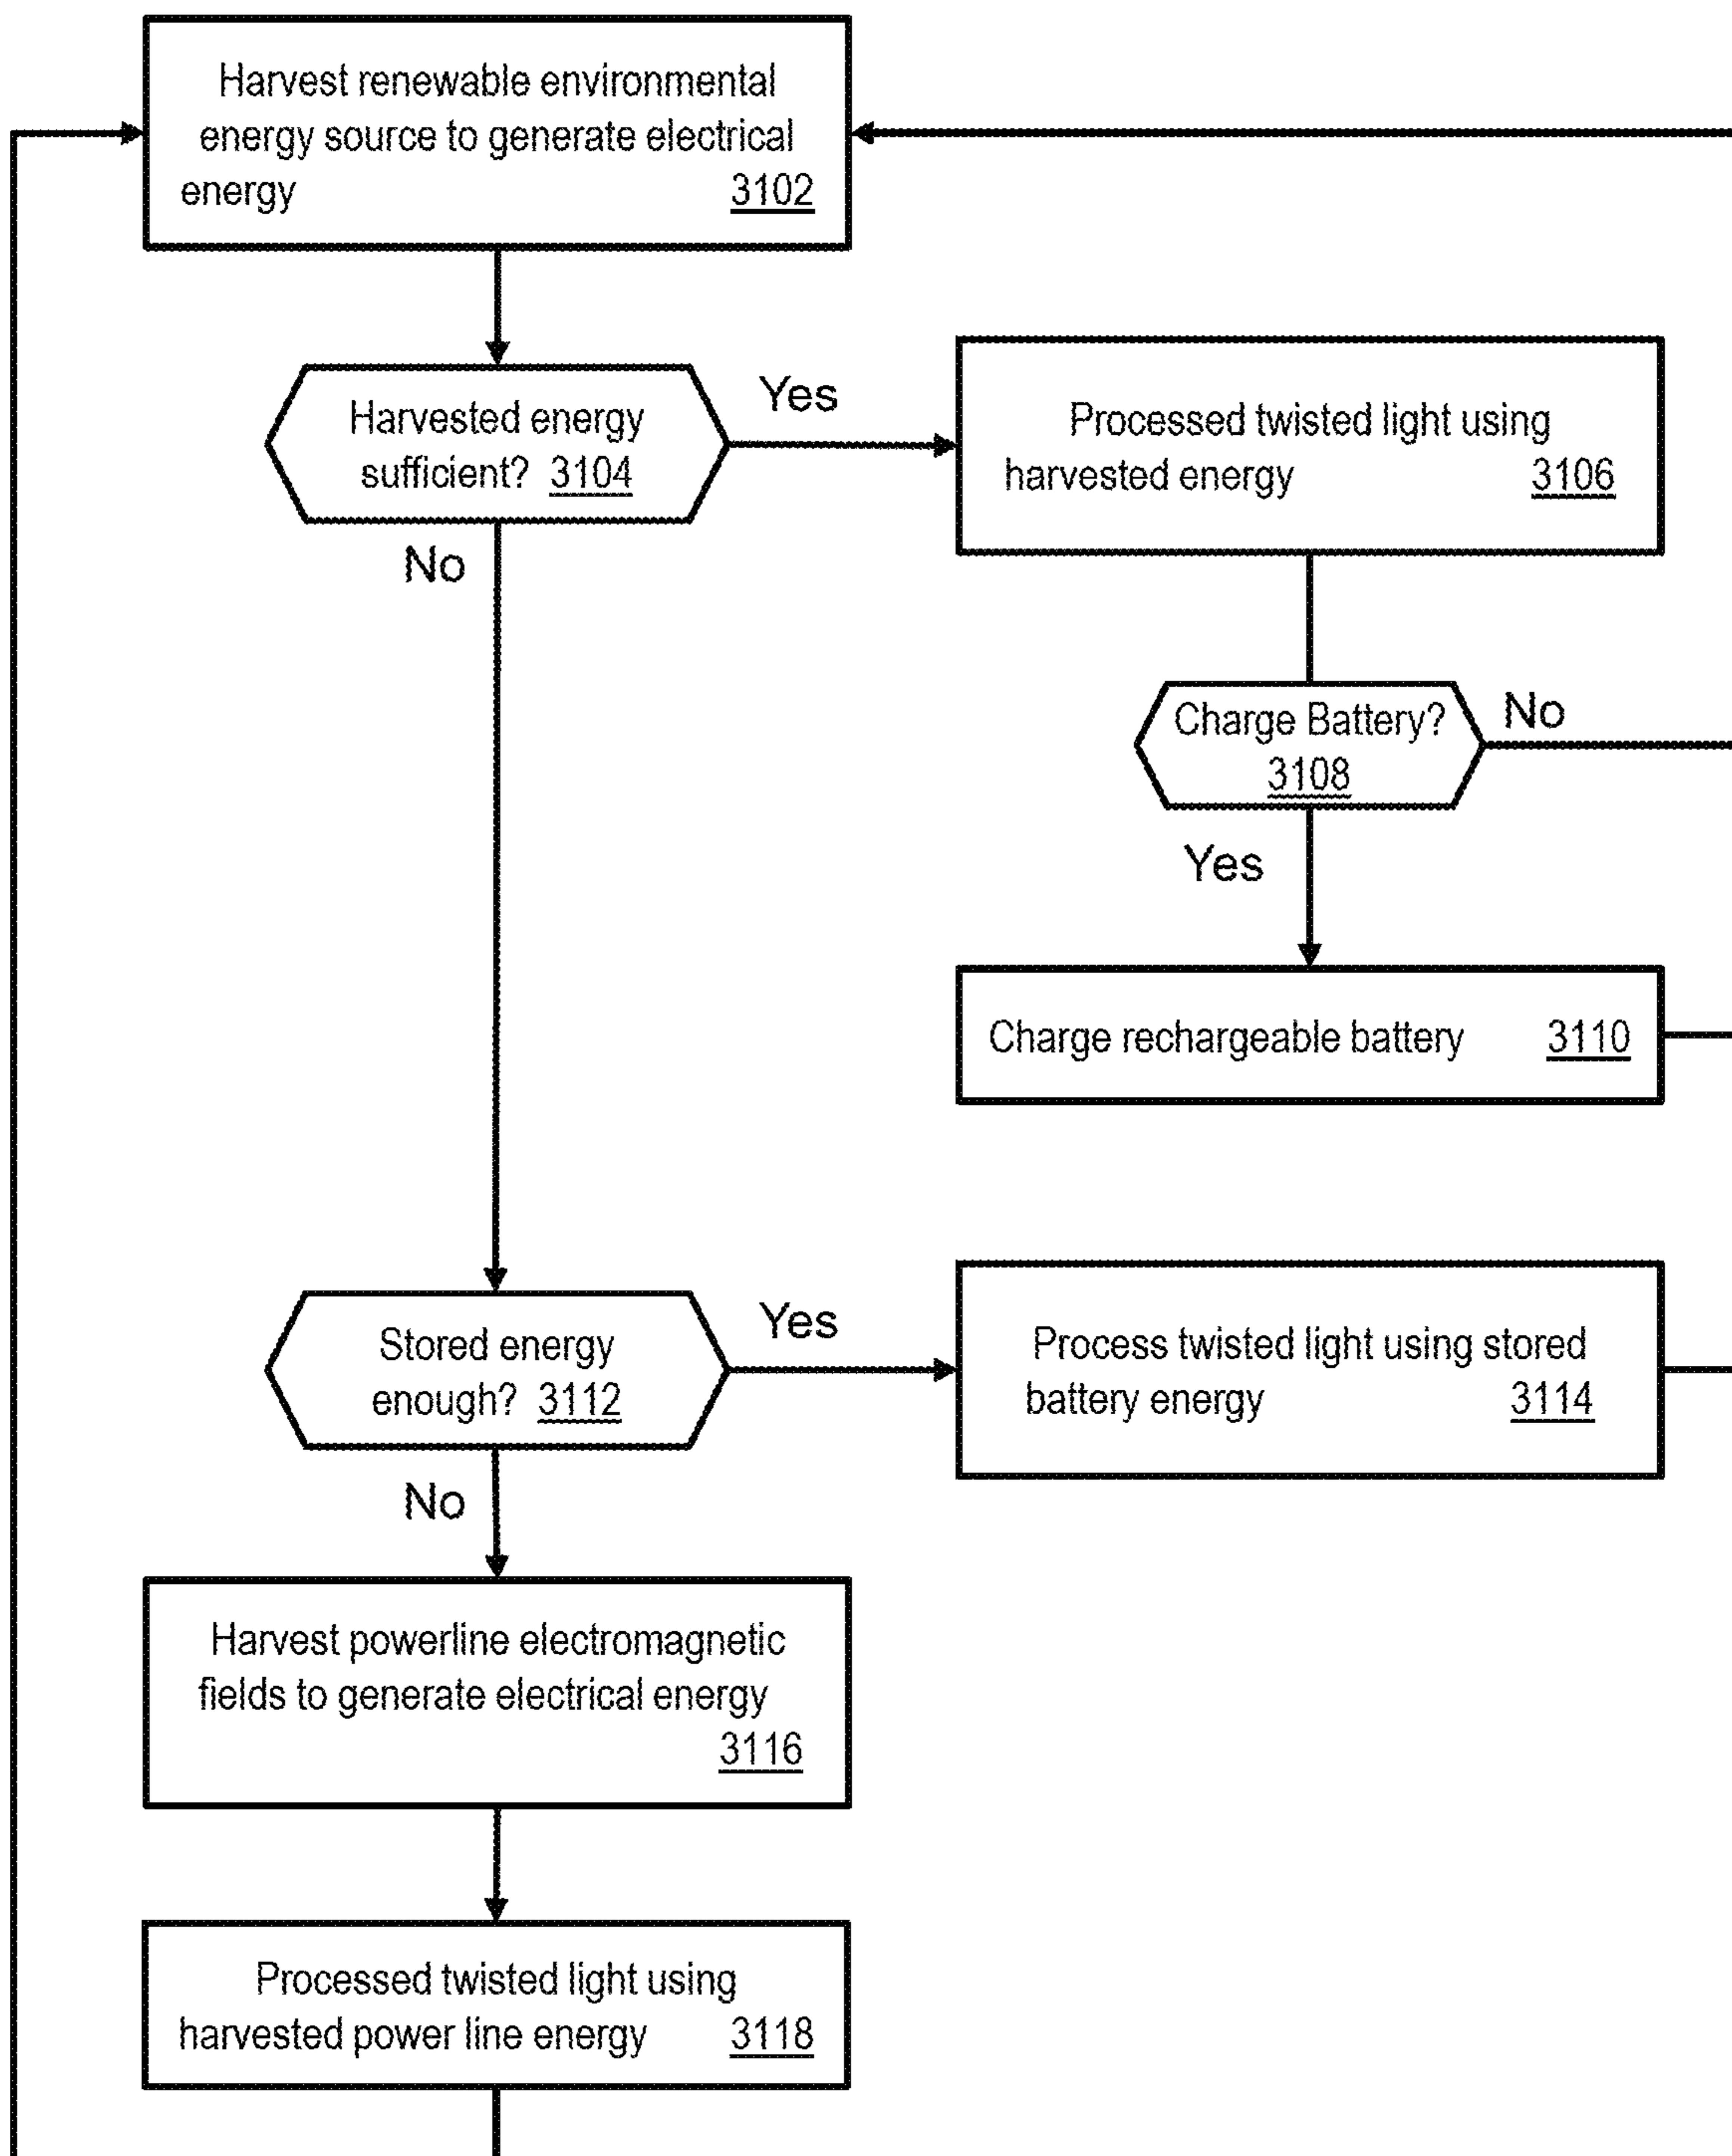 Harvest renewable environmental
energy source to generate electrical
energy 3102
Harvested energy
sufficient? 3104
Yes
No
Processed twisted light using
harvested energy 3106
Charge Battery?
3108
No
Yes
Charge rechargeable battery 3110
Stored energy
enough? 3112
Yes
No
Process twisted light using stored
battery energy 3114
Harvest powerline electromagnetic
fields to generate electrical energy
3116
Processed twisted light using
harvested power line energy 3118